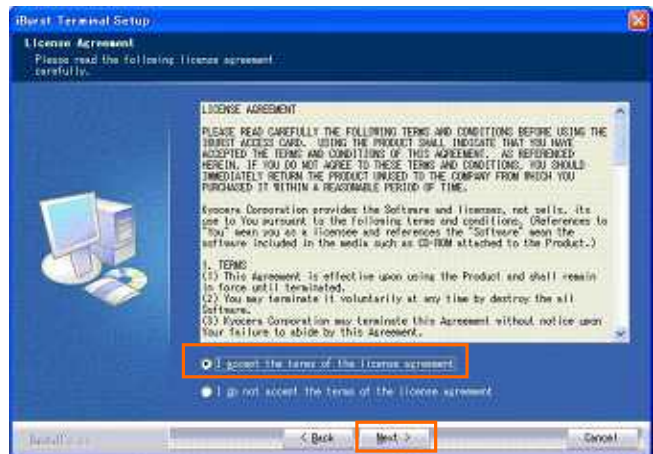 iBurst Terminal Setup
License Agreement
Please read the following license agreement
carefully.
LICENSE AGREEMENT
PLEASE READ CAREFULLY THE FOLLOWING TERMS AND CONDITIONS BEFORE USING THE
IBURST ACCESS CARD. USING THE PRODUCT SHALL INDICATE THAT YOU HAVE
ACCEPTED THE TERMS AND CONDITIONS OF THIS AGREEMENT. AS REFERENCED
HEREIN, IF YOU DO NOT AGREE TO THESE TERMS AND CONDITIONS, YOU SHOULD
IMMEDIATELY RETURN THE PRODUCT UNUSED TO THE COMPANY FROM WHICH YOU
PURCHASED IT WITHIN A REASONABLE PERIOD OF TIME.
Kyocera Corporation provides the Software and licenses, not sells, its
use to You pursuant to the following terms and conditions. (References to
"You" mean you as a licensee and references the "Software" mean the
software included in the media such as CD-ROM attached to the Product.)
1. TERMS
(1) This Agreement is effective upon using the Product and shall remain
in force until terminated.
(2) You may terminate it voluntarily at any time by destroy the all
Software.
(3) Kyocera Corporation may terminate this Agreement without notice upon
Your failure to abide by this Agreement.
I accept the terms of the license agreement
I do not accept the terms of the license agreement
< Back
Next >
Cancel